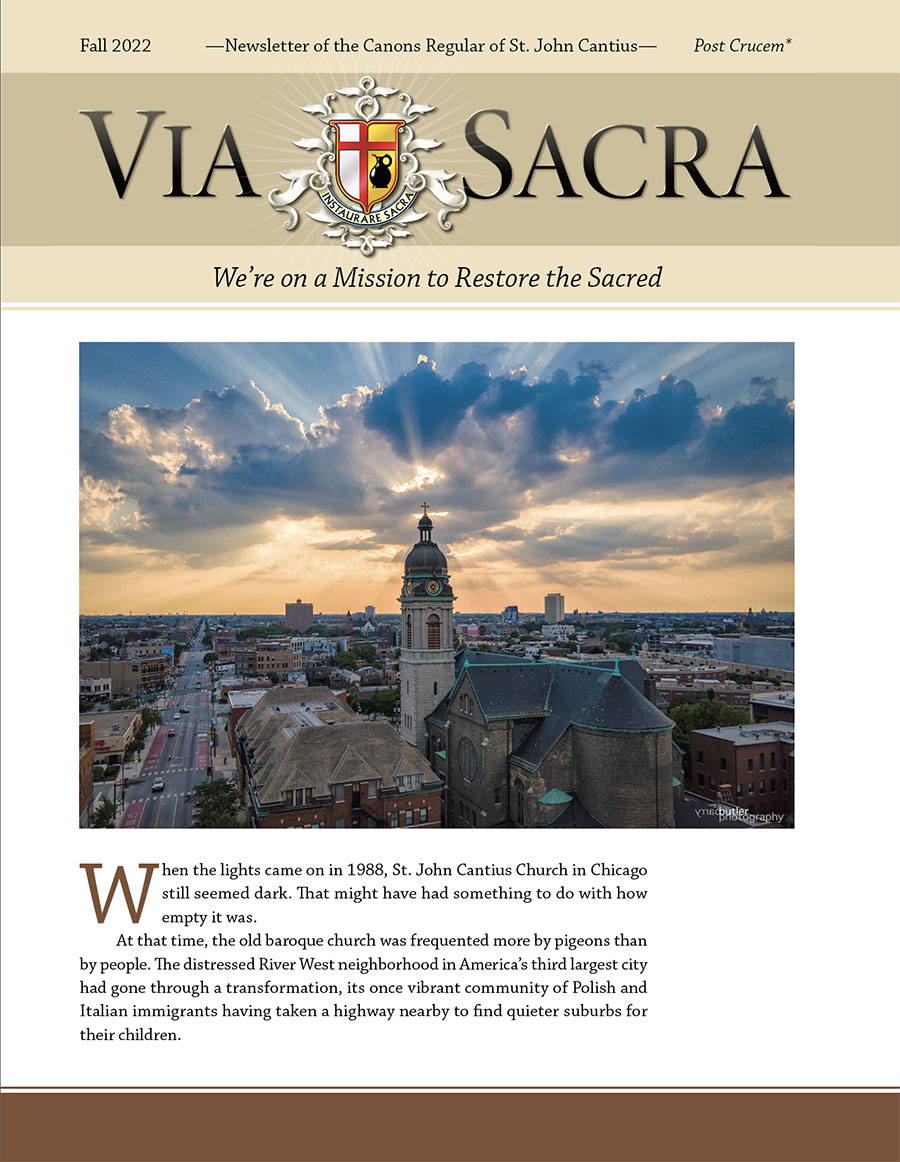 Fall 2022 —Newsletter of the Canons Regular of St. John Cantius— Post Crucem*
VIA SACRA
INSTAURARE SACRA
We're on a Mission to Restore the Sacred
barry butler
photography
When the lights came on in 1988, St. John Cantius Church in Chicago
still seemed dark. That might have had something to do with how
empty it was.
At that time, the old baroque church was frequented more by pigeons than
by people. The distressed River West neighborhood in America's third largest city
had gone through a transformation, its once vibrant community of Polish and
Italian immigrants having taken a highway nearby to find quieter suburbs for
their children.